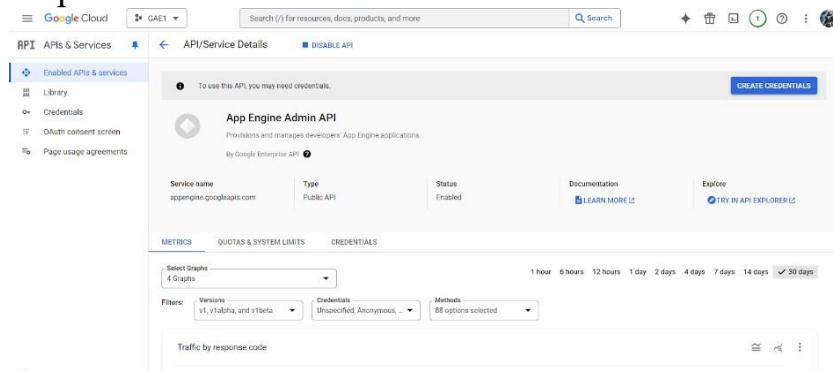 Google Cloud
GAE1
Search (/) for resources, docs, products, and more
Search
1
API APIs & Services
API/Service Details
DISABLE API
Enabled APIs & services
Library
Credentials
OAuth consent screen
Page usage agreements
To use this API, you may need credentials.
CREATE CREDENTIALS
App Engine Admin API
Provisions and manages developers' App Engine applications.
By Google Enterprise API
Service name
Type
Status
Documentation
Explore
appengine.googleapis.com
Public API
Enabled
LEARN MORE
TRY IN API EXPLORER
METRICS
QUOTAS & SYSTEM LIMITS
CREDENTIALS
Select Graphs
4 Graphs
1 hour 6 hours 12 hours 1 day 2 days 4 days 7 days 14 days 30 days
Filters:
Versions
v1, v1alpha, and v1beta
Credentials
Unspecified, Anonymous, ...
Methods
88 options selected
Traffic by response code